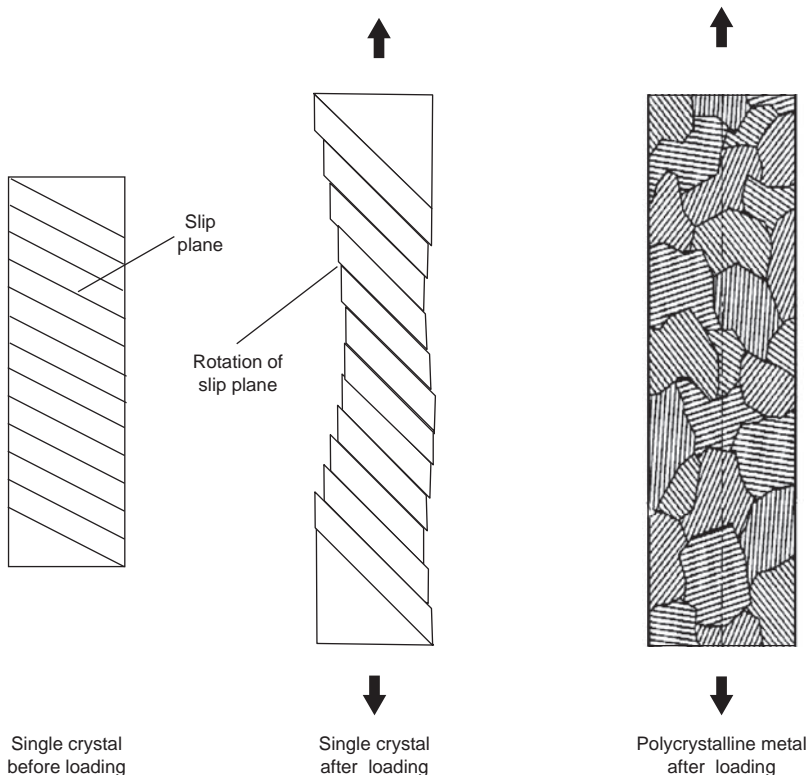 Slip
plane
Rotation of
slip plane
Single crystal
before loading
Single crystal
after loading
Polycrystalline metal
after loading